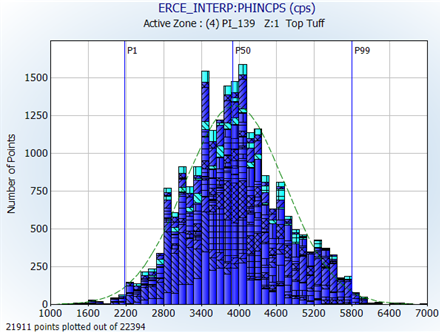 ERCE_INTERP:PHINCPS (cps)
Active Zone : (4) PI_139 Z:1 Top Tuff
P1 P50 P99
Number of Points
1500
1250
1000
750
500
250
0
1000 1600 2200 2800 3400 4000 4600 5200 5800 6400 7000
21911 points plotted out of 22394